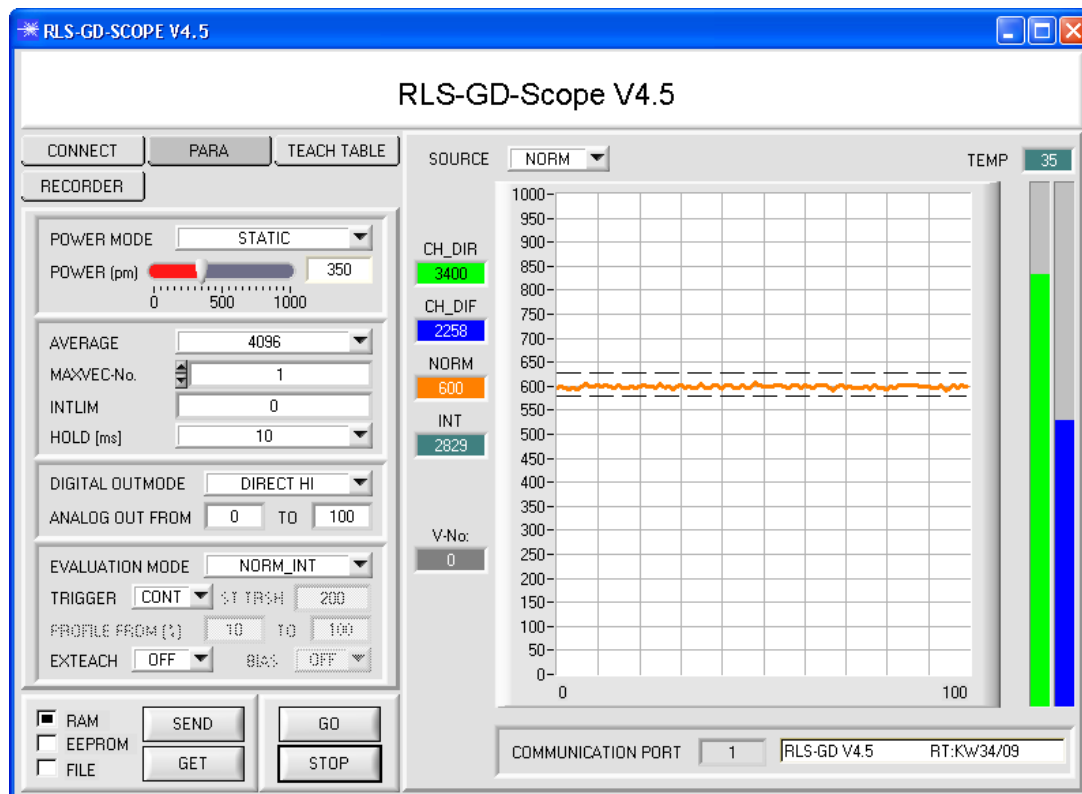 RLS-GD-SCOPE V4.5
RLS-GD-Scope V4.5
CONNECT PARA TEACH TABLE
RECORDER
POWER MODE STATIC
POWER (pm) 350
0 500 1000
AVERAGE 4096
MAXVEC-No. 1
INTLIM 0
HOLD [ms] 10
DIGITAL OUTMODE DIRECT HI
ANALOG OUT FROM 0 TO 100
EVALUATION MODE NORM_INT
TRIGGER CONT ST TRSH 200
PROFILE FROM (%) 10 TO 100
EXTEACH OFF BIAS OFF
RAM
EEPROM
FILE
SEND
GET
GO
STOP
SOURCE NORM
TEMP 35
CH_DIR
3400
CH_DIF
2258
NORM
600
INT
2829
V-No:
0
1000
950
900
850
800
750
700
650
600
550
500
450
400
350
300
250
200
150
100
50
0
0 100
COMMUNICATION PORT 1 RLS-GD V4.5 RT:KW34/09